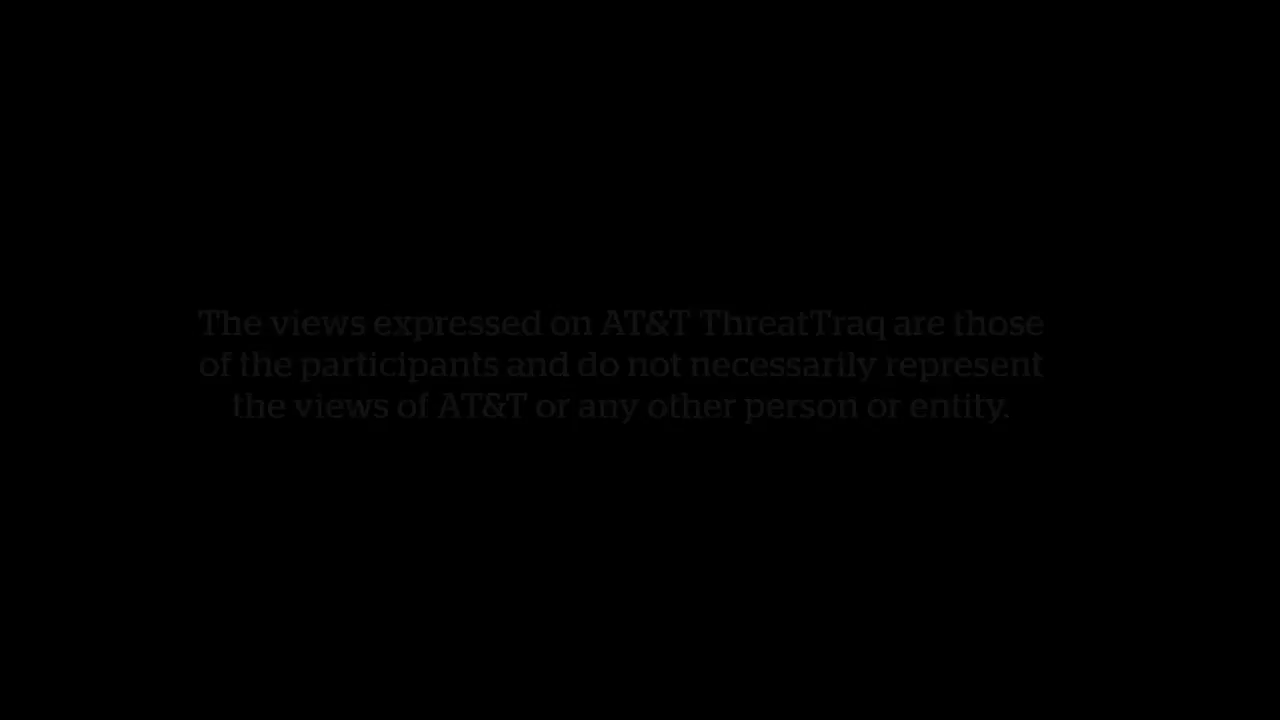 The views expressed on AT&T ThreatTraq are those
of the participants and do not necessarily represent
the views of AT&T or any other person or entity.